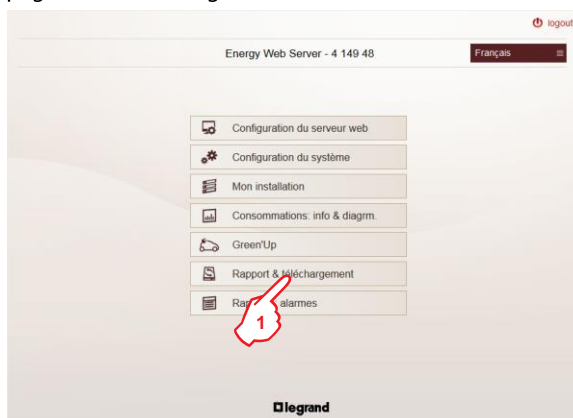 logout
Energy Web Server - 4 149 48
Français
Configuration du serveur web
Configuration du système
Mon installation
Consommations: info & diagrm.
Green'Up
Rapport & téléchargement
alarmes
1
legrand